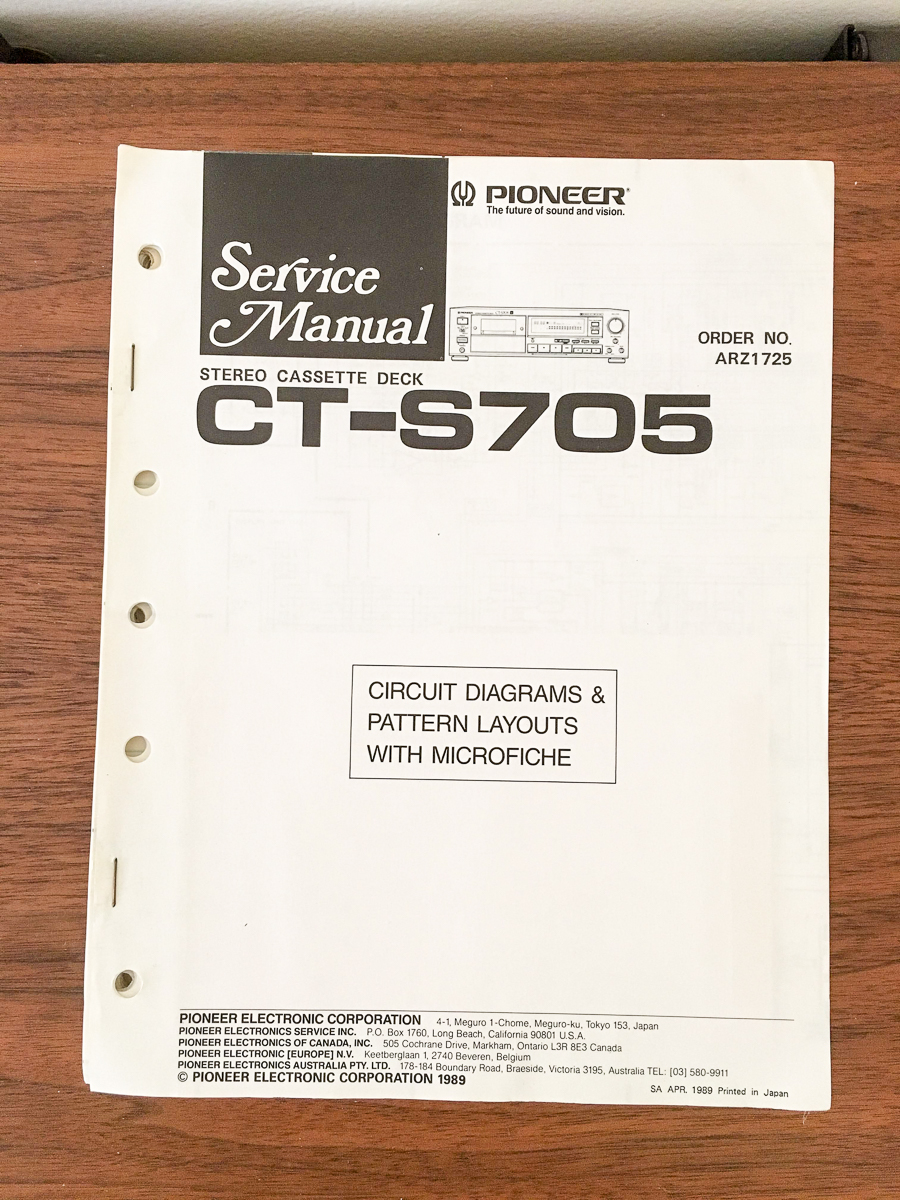 PIONEER®
The future of sound and vision.
Service
Manual
ORDER NO.
ARZ1725
STEREO CASSETTE DECK
CT-S705
CIRCUIT DIAGRAMS &
PATTERN LAYOUTS
WITH MICROFICHE
PIONEER ELECTRONIC CORPORATION 4-1, Meguro 1-Chome, Meguro-ku, Tokyo 153, Japan
PIONEER ELECTRONICS SERVICE INC. P.O. Box 1760, Long Beach, California 90801 U.S.A.
PIONEER ELECTRONICS OF CANADA, INC. 505 Cochrane Drive, Markham, Ontario L3R 8E3 Canada
PIONEER ELECTRONIC [EUROPE] N.V. Keetberglaan 1, 2740 Beveren, Belgium
PIONEER ELECTRONICS AUSTRALIA PTY. LTD. 178-184 Boundary Road, Braeside, Victoria 3195, Australia TEL: [03] 580-9911
© PIONEER ELECTRONIC CORPORATION 1989
SA APR. 1989 Printed in Japan